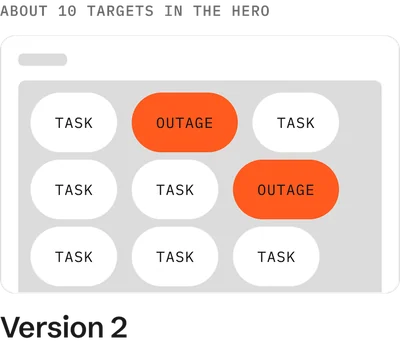 ABOUT 10 TARGETS IN THE HERO
TASK OUTAGE TASK
TASK TASK OUTAGE
TASK TASK TASK
Version 2